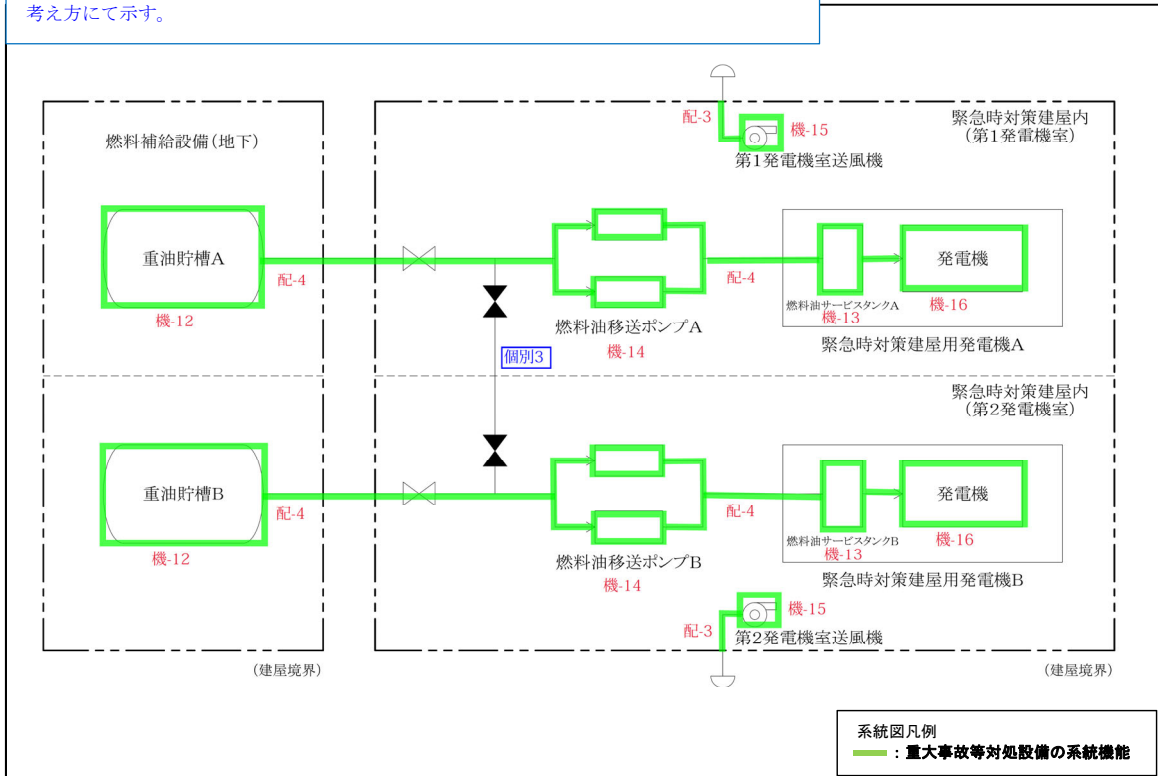 考え方にて示す。
燃料補給設備(地下)
緊急時対策建屋内
(第1発電機室)
配-3
機-15
第1発電機室送風機
重油貯槽A
配-4
機-12
燃料油移送ポンプA
機-14
配-4
発電機
燃料油サービスタンクA
機-13
機-16
緊急時対策建屋用発電機A
個別3
緊急時対策建屋内
(第2発電機室)
重油貯槽B
配-4
機-12
燃料油移送ポンプB
機-14
配-4
発電機
燃料油サービスタンクB
機-13
機-16
緊急時対策建屋用発電機B
機-15
配-3
第2発電機室送風機
(建屋境界)
(建屋境界)
系統図凡例
:重大事故等対処設備の系統機能